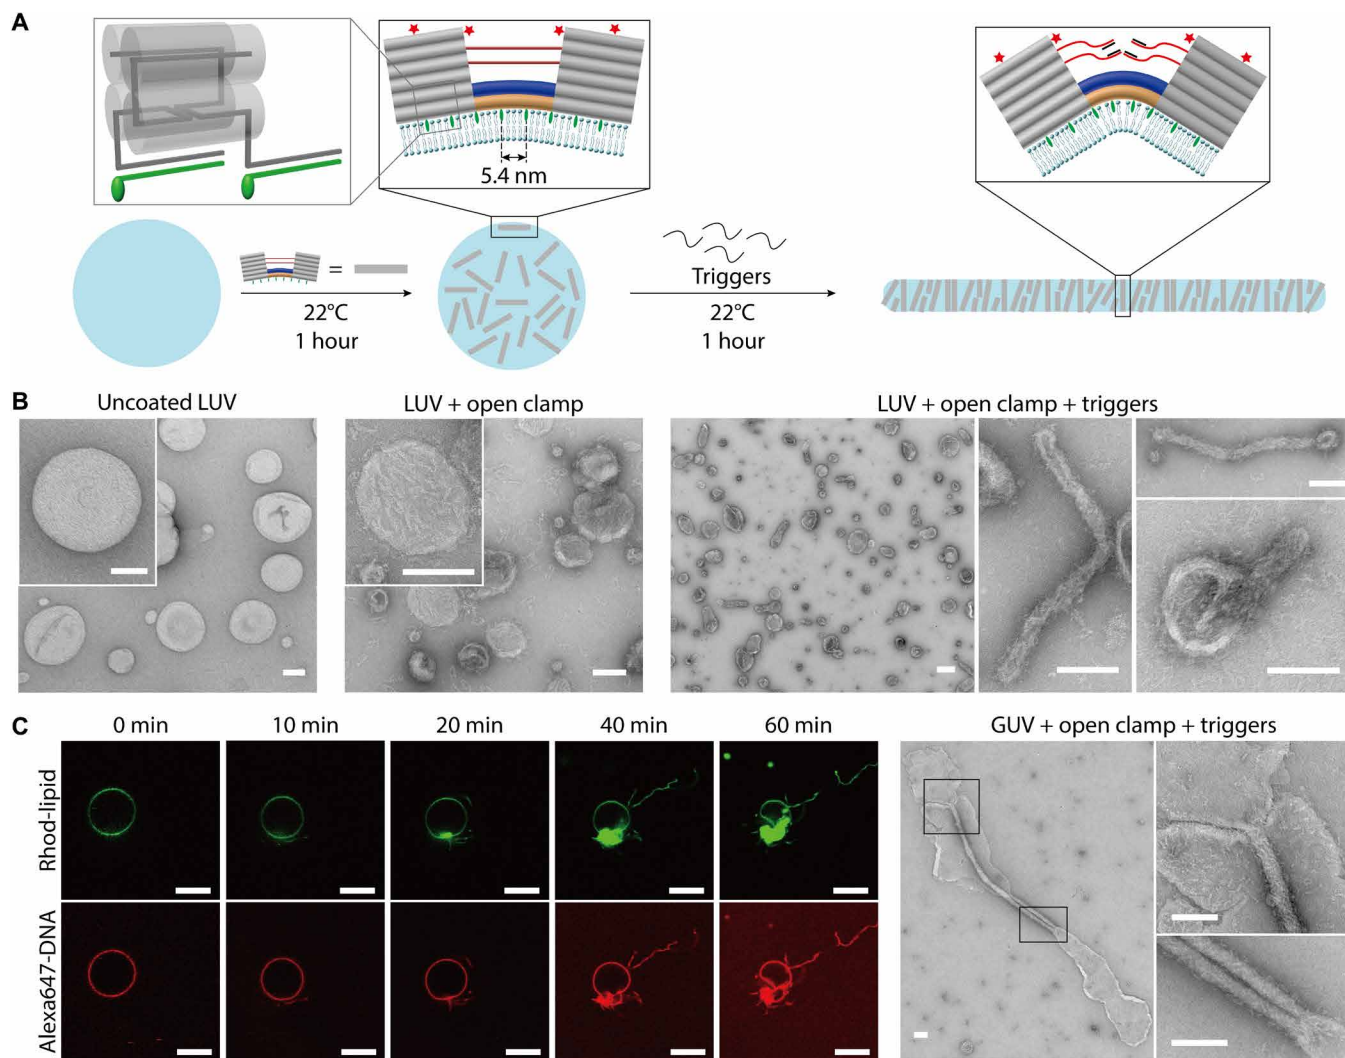 A
5.4 nm
=
22°C
1 hour
Triggers
22°C
1 hour
B
Uncoated LUV
LUV + open clamp
LUV + open clamp + triggers
C
0 min
10 min
20 min
40 min
60 min
GUV + open clamp + triggers
Rhod-lipid
Alexa647-DNA